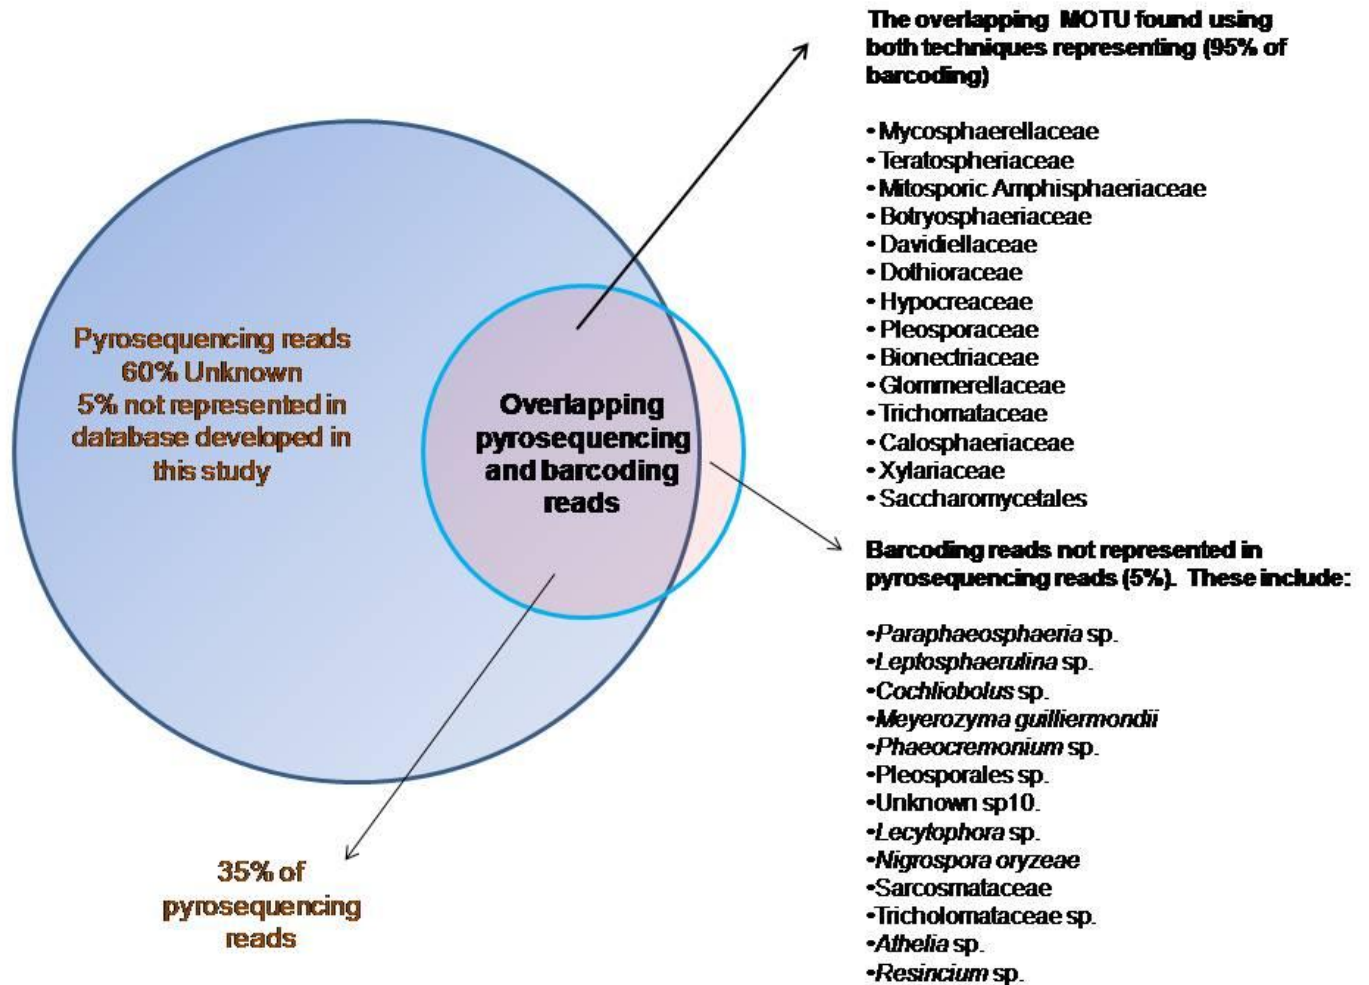 The overlapping MOTU found using
both techniques representing (95% of
barcoding)
•Mycosphaerellaceae
•Teratospheriaceae
•Mitosporic Amphisphaeriaceae
•Botryosphaeriaceae
•Davidiellaceae
•Dothioraceae
•Hypocreaceae
•Pleosporaceae
•Bionectriaceae
•Glommerellaceae
•Trichomataceae
•Calosphaeriaceae
•Xylariaceae
•Saccharomycetales
Pyrosequencing reads
60% Unknown
5% not represented in
database developed in
this study
Overlapping
pyrosequencing
and barcoding
reads
Barcoding reads not represented in
pyrosequencing reads (5%). These include:
•Paraphaeosphaeria sp.
•Leptosphaerulina sp.
•Cochliobolus sp.
•Meyerozyma guilliermondii
•Phaeocremonium sp.
•Pleosporales sp.
•Unknown sp10.
•Lecytophora sp.
•Nigrospora oryzeae
•Sarcosmataceae
•Tricholomataceae sp.
•Athelia sp.
•Resincium sp.
35% of
pyrosequencing
reads